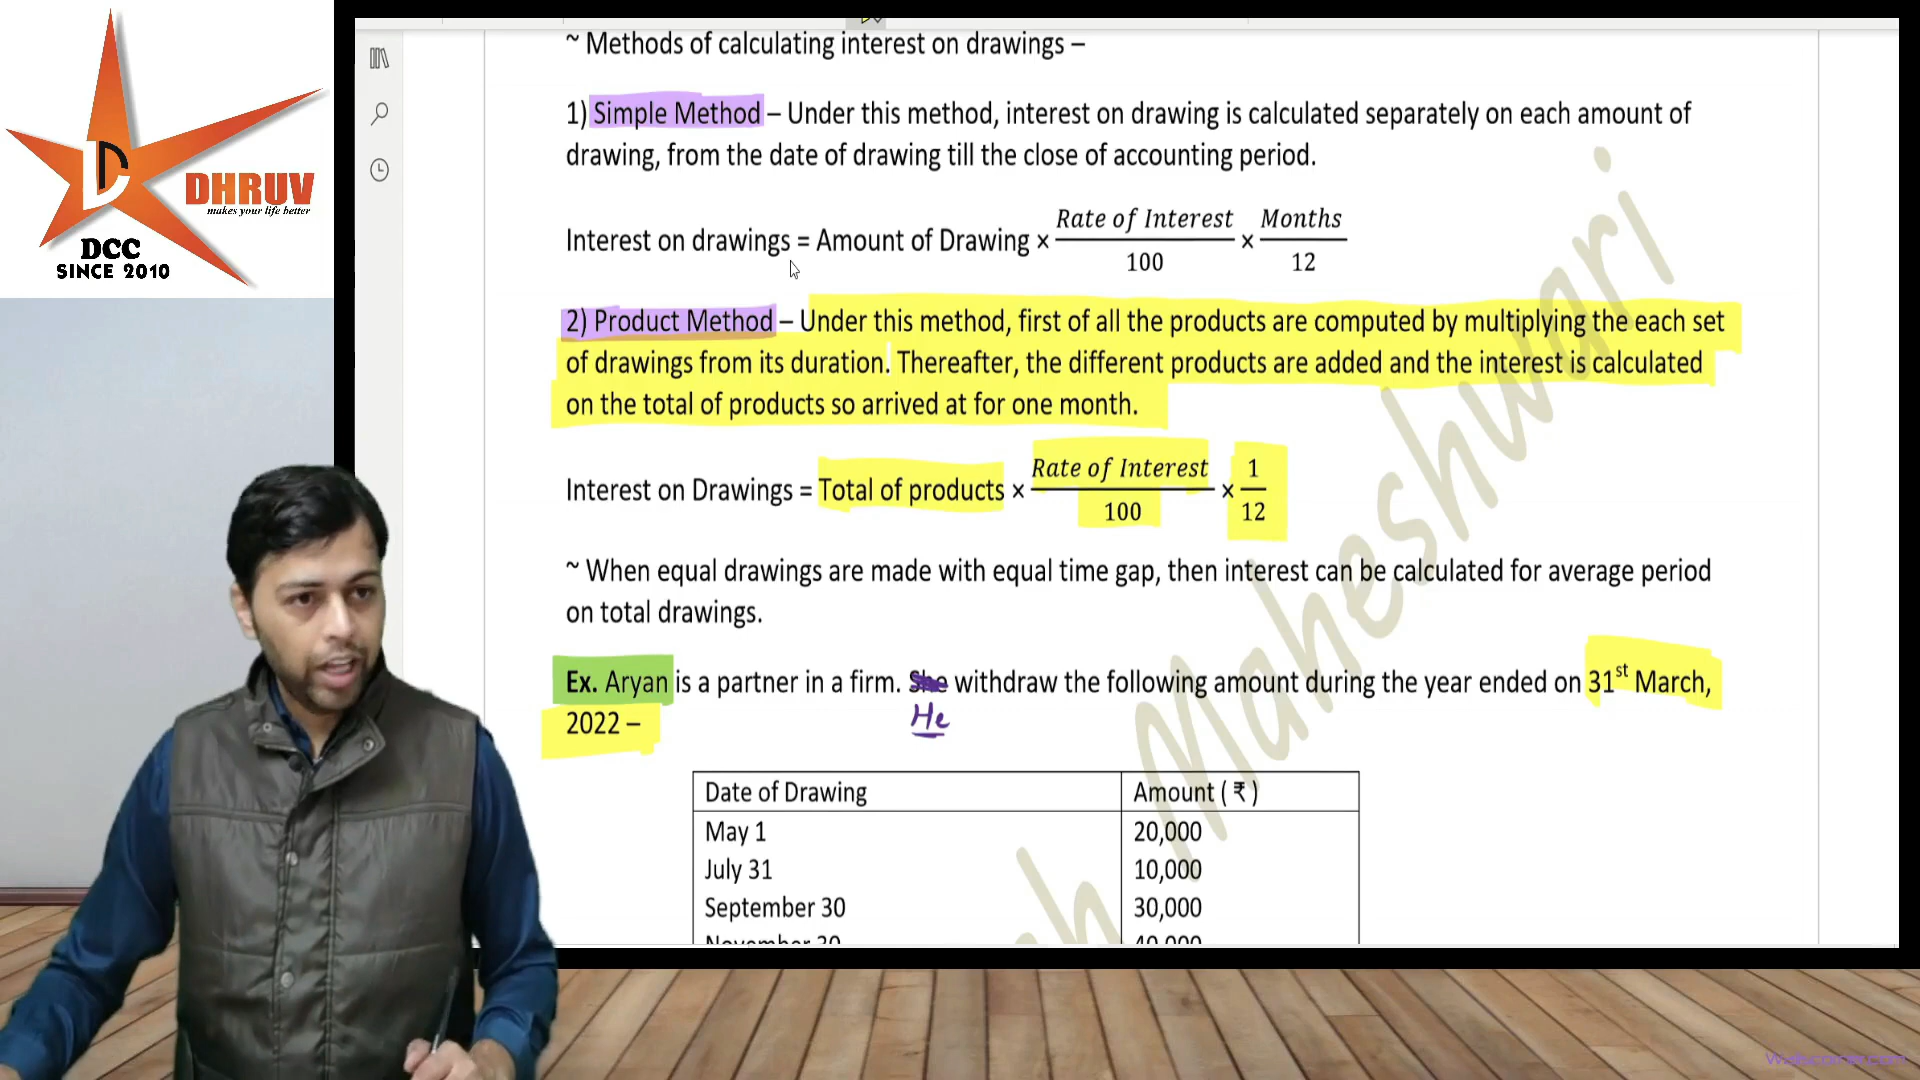 DHRUV
makes your life better
DCC
SINCE 2010
~ Methods of calculating interest on drawings –
1) Simple Method – Under this method, interest on drawing is calculated separately on each amount of
drawing, from the date of drawing till the close of accounting period.
Interest on drawings = Amount of Drawing × Rate of Interest / 100 × Months / 12
2) Product Method – Under this method, first of all the products are computed by multiplying the each set
of drawings from its duration. Thereafter, the different products are added and the interest is calculated
on the total of products so arrived at for one month.
Interest on Drawings = Total of products × Rate of Interest / 100 × 1 / 12
~ When equal drawings are made with equal time gap, then interest can be calculated for average period
on total drawings.
Ex. Aryan is a partner in a firm. She withdraw the following amount during the year ended on 31st March,
He
2022 –
Date of Drawing Amount ( ₹ )
May 1 20,000
July 31 10,000
September 30 30,000
November 30 40,000
Maheshwari